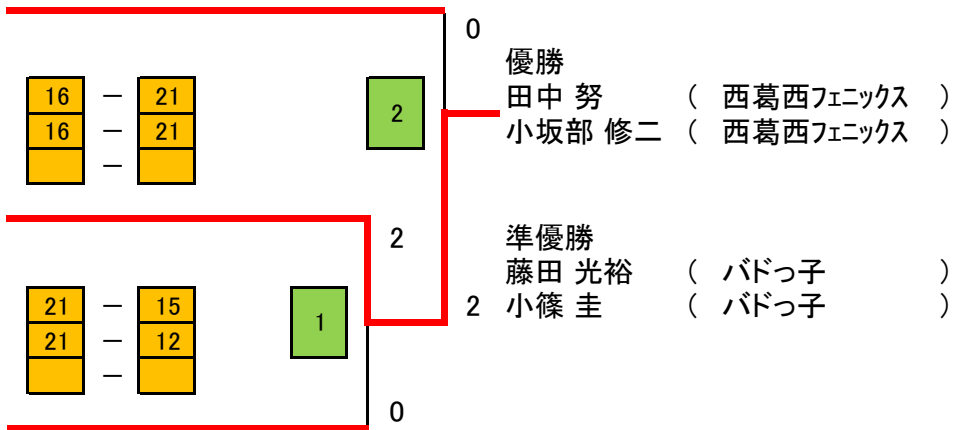 0
優勝
16 － 21
田中 努 （ 西葛西フェニックス ）
2
16 － 21
小坂部 修二 （ 西葛西フェニックス ）
－
2
準優勝
藤田 光裕 （ バドっ子 ）
21 － 15
2 小篠 圭 （ バドっ子 ）
1
21 － 12
－
0